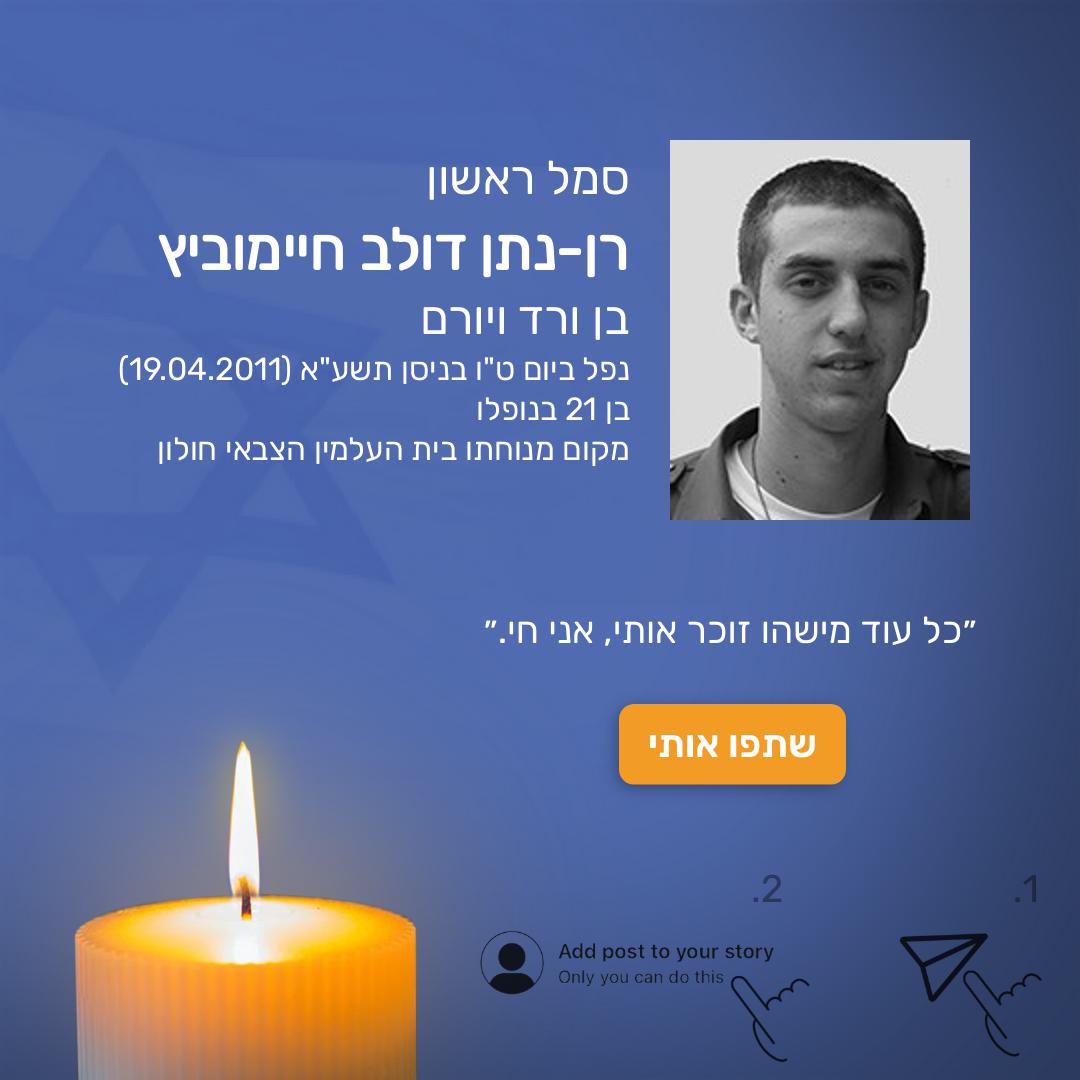 סמל ראשון
רן-נתן דולב חיימוביץ
בן ורד ויורם
נפל ביום ט"ו בניסן תשע"א (19.04.2011)
בן 21 בנופלו
מקום מנוחתו בית העלמין הצבאי חולון
"כל עוד מישהו זוכר אותי, אני חי."
שתפו אותי
1.
2.
Add post to your story
Only you can do this